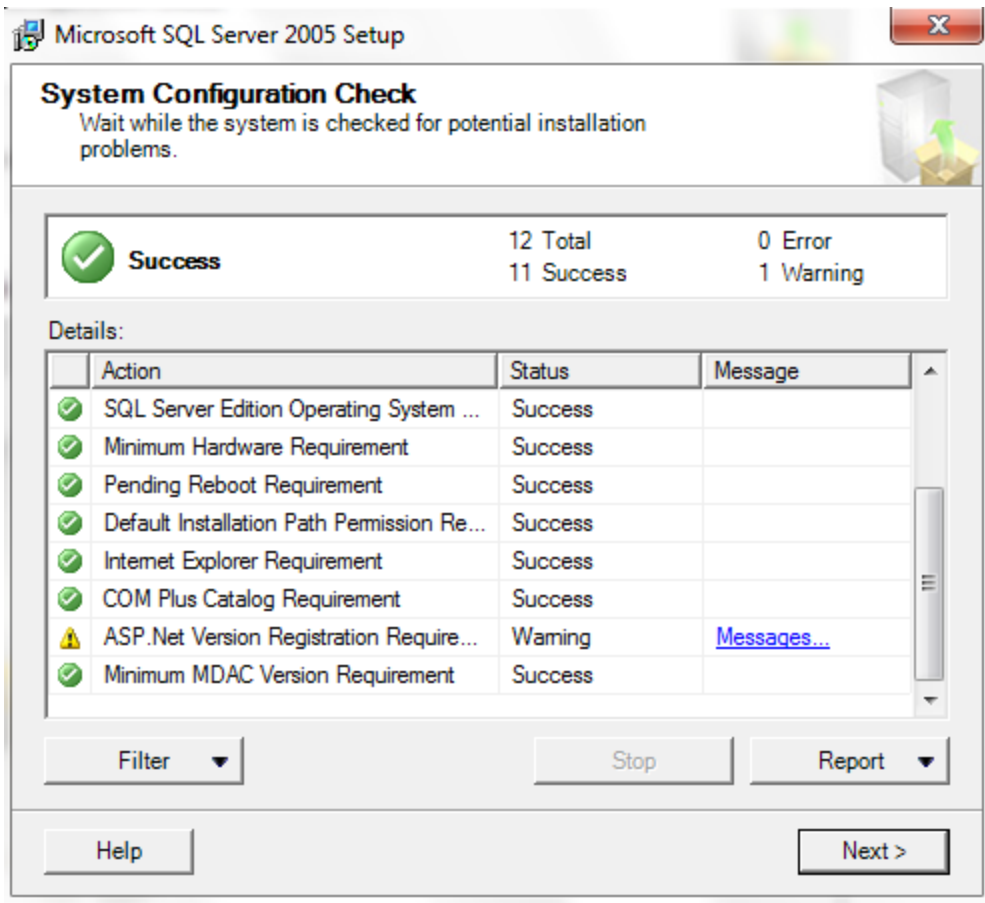 Microsoft SQL Server 2005 Setup
System Configuration Check
Wait while the system is checked for potential installation
problems.
Success
12 Total
0 Error
11 Success
1 Warning
Details:
Action Status Message
SQL Server Edition Operating System ... Success
Minimum Hardware Requirement Success
Pending Reboot Requirement Success
Default Installation Path Permission Re... Success
Internet Explorer Requirement Success
COM Plus Catalog Requirement Success
ASP.Net Version Registration Require... Warning Messages...
Minimum MDAC Version Requirement Success
Filter Stop Report
Help Next >